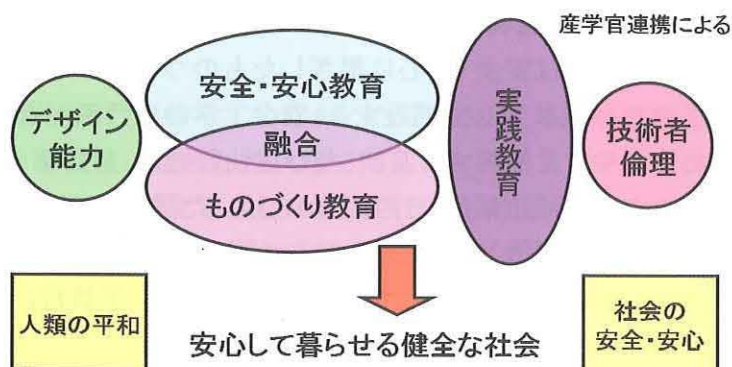 産学官連携による
デザイン
能力
安全・安心教育
融合
ものづくり教育
実践教育
技術者
倫理
人類の平和
安心して暮らせる健全な社会
社会の
安全・安心